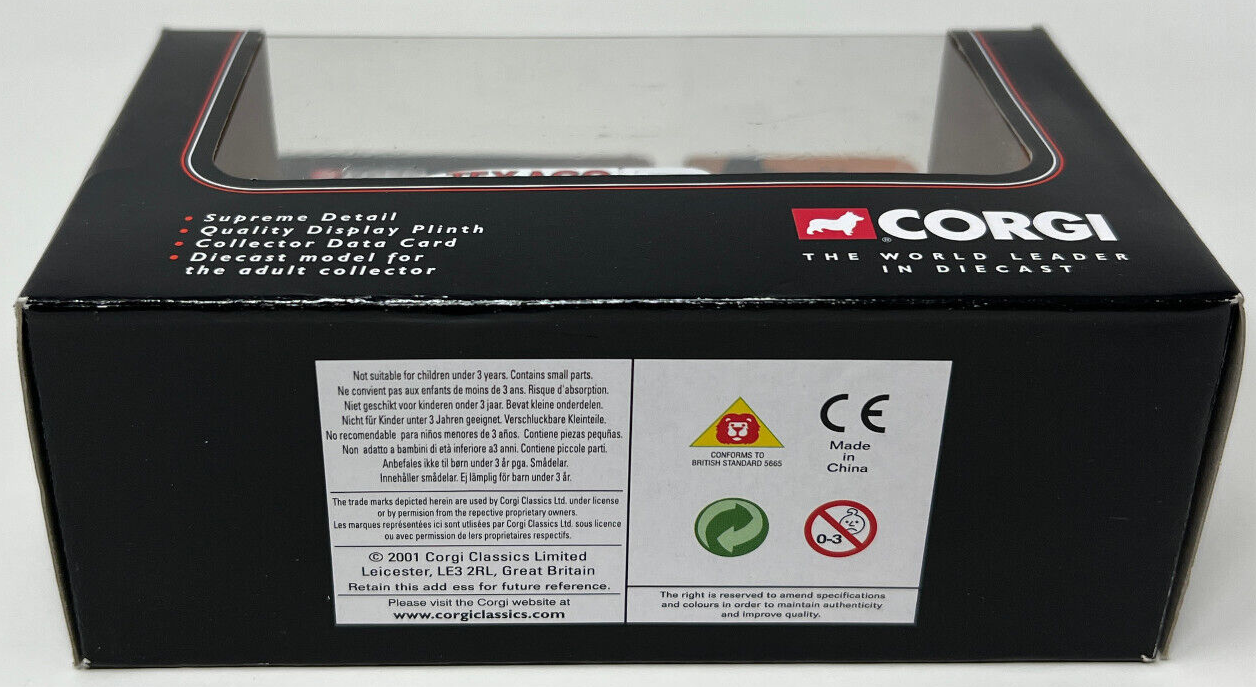 TEXACO
• Supreme Detail
• Quality Display Plinth
• Collector Data Card
• Diecast model for
the adult collector
® CORGI
THE WORLD LEADER
IN DIECAST
Not suitable for children under 3 years. Contains small parts.
Ne convient pas aux enfants de moins de 3 ans. Risque d'absorption.
Niet geschikt voor kinderen onder 3 jaar. Bevat kleine onderdelen.
Nicht für Kinder unter 3 Jahren geeignet. Verschluckbare Kleinteile.
No recomendable para niños menores de 3 años. Contiene piezas pequñas.
Non adatto a bambini di età inferiore a3 anni. Contiene piccole parti.
Anbefales ikke til børn under 3 år pga. Smådelar.
Innehåller smådelar. Ej lämplig för barn under 3 år.
The trade marks depicted herein are used by Corgi Classics Ltd. under license
or by permision from the repective proprietary owners.
Les marques représentées ici sont utlisées par Corgi Classics Ltd. sous licence
ou avec permission de lers proprietaires respectifs.
© 2001 Corgi Classics Limited
Leicester, LE3 2RL, Great Britain
Retain this add ess for future reference.
Please visit the Corgi website at
www.corgiclassics.com
CONFORMS TO
BRITISH STANDARD 5665
CE
Made
in
China
0-3
The right is reserved to amend specifications
and colours in order to maintain authenticity
and improve quality.